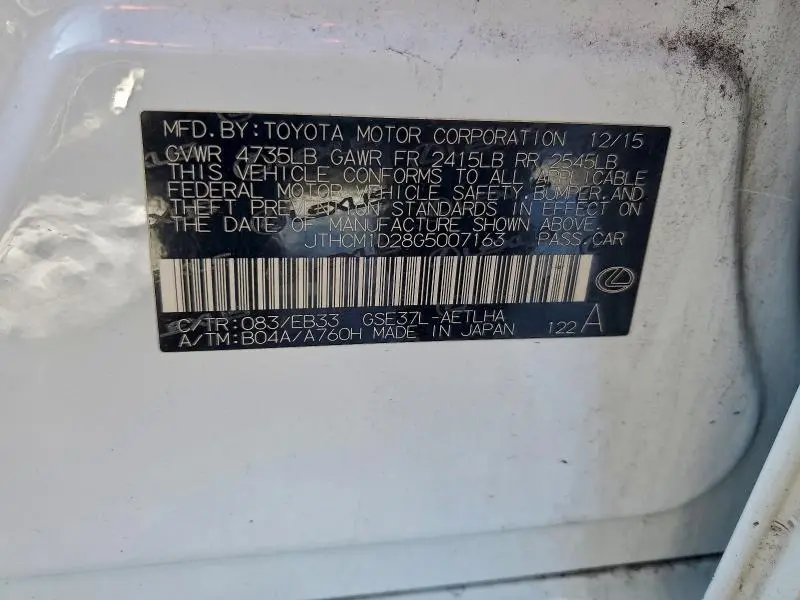 MFD. BY: TOYOTA MOTOR CORPORATION 12/15
GVWR 4735LB GAWR FR 2415LB RR 2545LB
THIS VEHICLE CONFORMS TO ALL APPLICABLE
FEDERAL MOTOR VEHICLE SAFETY, BUMPER, AND
THEFT PREVENTION STANDARDS IN EFFECT ON
THE DATE OF MANUFACTURE SHOWN ABOVE.
JTHCM1D28G5007163 PASS. CAR
C/TR: 083/EB33 GSE37L-AETLHA
A/TM: B04A/A760H MADE IN JAPAN 122 A